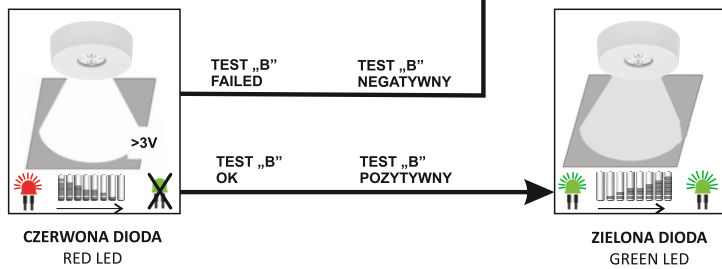 TEST „B” FAILED
TEST „B” NEGATYWNY
>3V
TEST „B” OK
TEST „B” POZYTYWNY
CZERWONA DIODA
RED LED
ZIELONA DIODA
GREEN LED